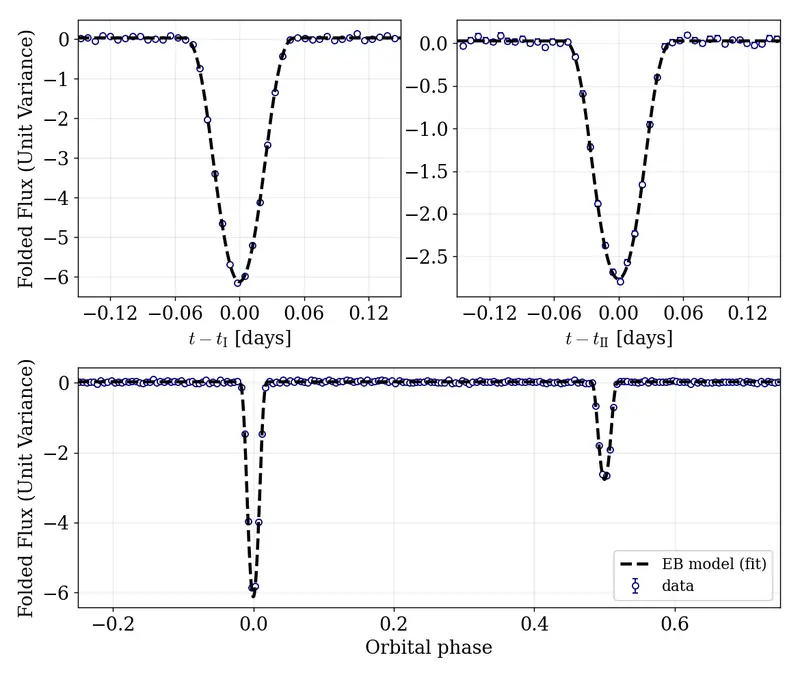 Folded Flux (Unit Variance)
0
−1
−2
−3
−4
−5
−6
−0.12 −0.06 0.00 0.06 0.12
t − tI [days]
0.0
−0.5
−1.0
−1.5
−2.0
−2.5
−0.12 −0.06 0.00 0.06 0.12
t − tII [days]
Folded Flux (Unit Variance)
0
−2
−4
−6
−0.2 0.0 0.2 0.4 0.6
Orbital phase
EB model (fit)
data